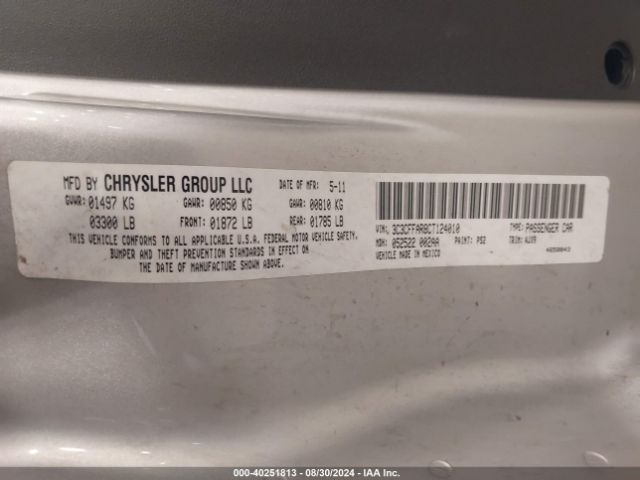 MFD BY CHRYSLER GROUP LLC DATE OF MFR: 5-11
GVWR: 01497 KG GAWR: 00850 KG GAWR: 00810 KG
03300 LB FRONT: 01872 LB REAR: 01785 LB
THIS VEHICLE CONFORMS TO ALL APPLICABLE U.S.A. FEDERAL MOTOR VEHICLE SAFETY,
BUMPER AND THEFT PREVENTION STANDARDS IN EFFECT ON
THE DATE OF MANUFACTURE SHOWN ABOVE.
VIN: 3C3CFFAR8CT124010 TYPE: PASSENGER CAR
MDH: 052522 002AA PAINT: PS2 TRIM: AJX9
VEHICLE MADE IN MEXICO
000-40251813 - 08/30/2024 - IAA Inc.